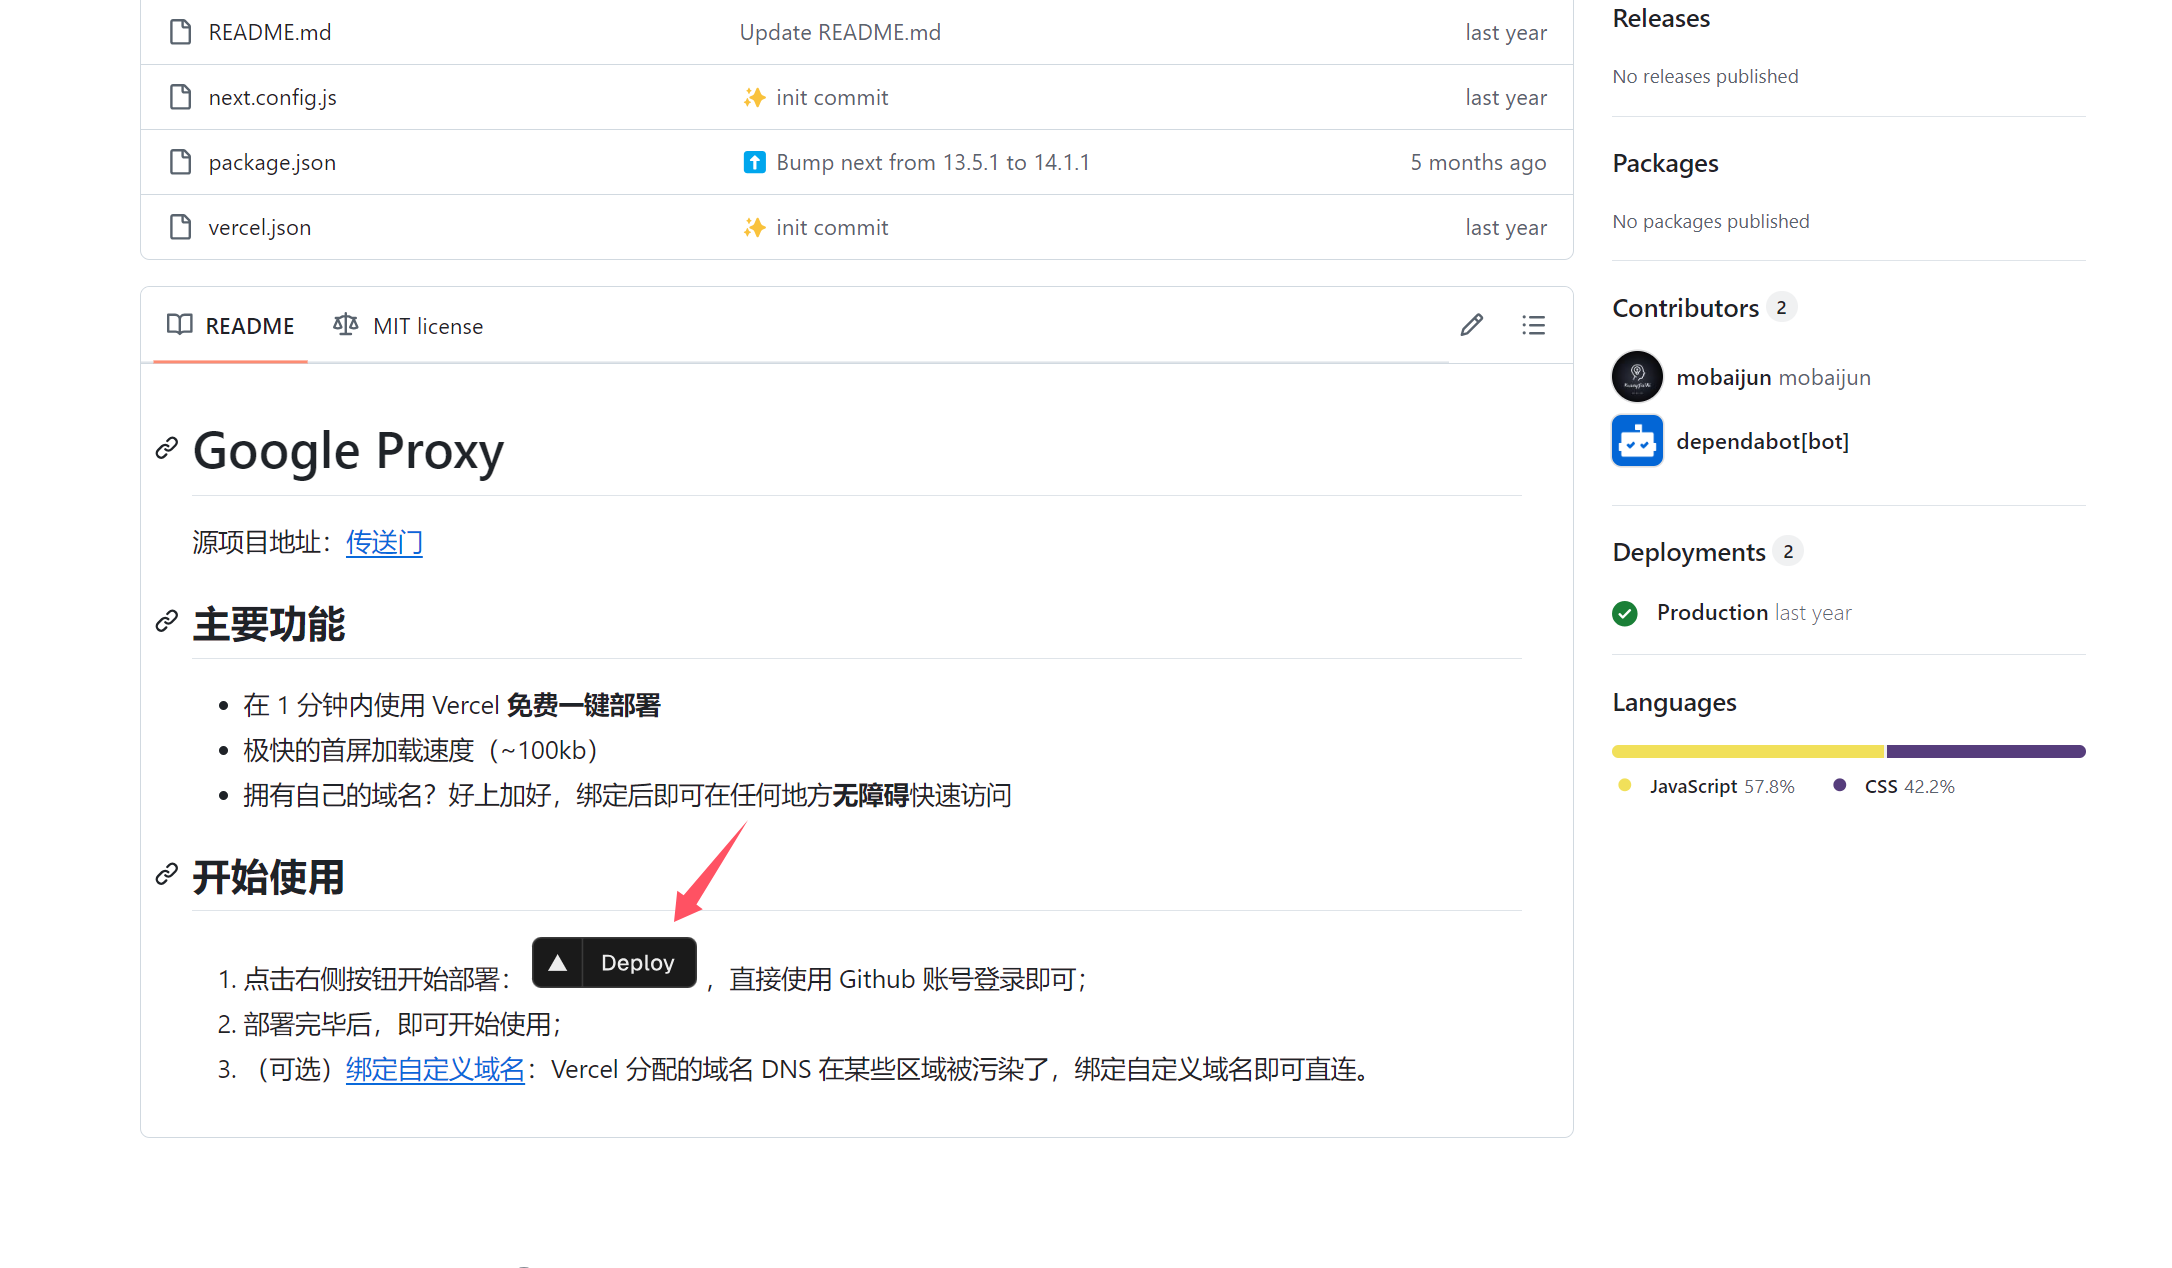 README.md Update README.md last year
next.config.js ✨ init commit last year
package.json ⬆️ Bump next from 13.5.1 to 14.1.1 5 months ago
vercel.json ✨ init commit last year
README MIT license
Google Proxy
源项目地址：传送门
主要功能
在 1 分钟内使用 Vercel 免费一键部署
极快的首屏加载速度（~100kb）
拥有自己的域名？好上加好，绑定后即可在任何地方无障碍快速访问
开始使用
1. 点击右侧按钮开始部署： Deploy ，直接使用 Github 账号登录即可；
2. 部署完毕后，即可开始使用；
3. （可选）绑定自定义域名：Vercel 分配的域名 DNS 在某些区域被污染了，绑定自定义域名即可直连。
Releases
No releases published
Packages
No packages published
Contributors 2
mobaijun mobaijun
dependabot[bot]
Deployments 2
Production last year
Languages
JavaScript 57.8% CSS 42.2%